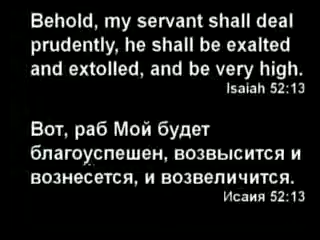 Behold, my servant shall deal
prudently, he shall be exalted
and extolled, and be very high.
Isaiah 52:13
Вот, раб Мой будет
благоуспешен, возвысится и
вознесется, и возвеличится.
Исаия 52:13